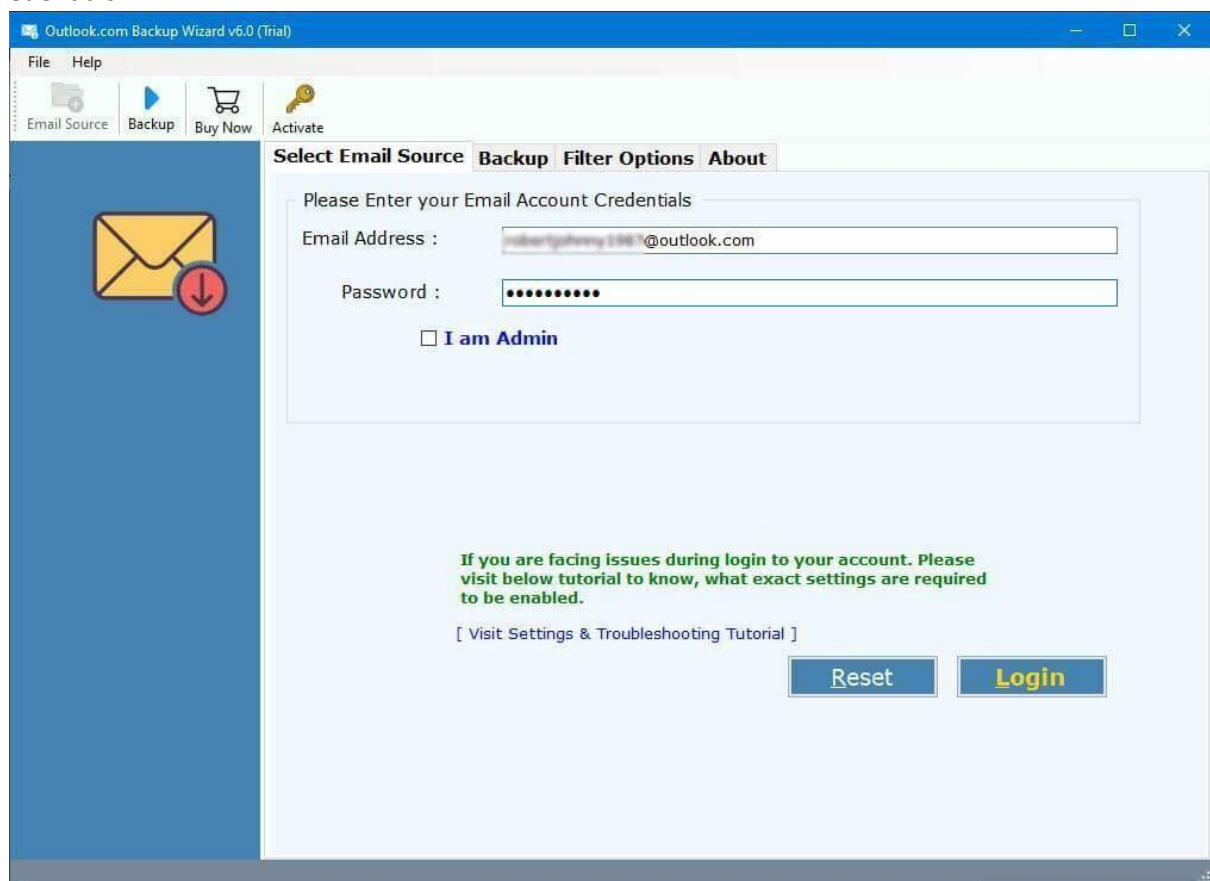 Outlook.com Backup Wizard v6.0 (Trial)
File Help
Email Source Backup Buy Now Activate
Select Email Source Backup Filter Options About
Please Enter your Email Account Credentials
Email Address : @outlook.com
Password : ••••••••••
I am Admin
If you are facing issues during login to your account. Please
visit below tutorial to know, what exact settings are required
to be enabled.
[ Visit Settings & Troubleshooting Tutorial ]
Reset Login